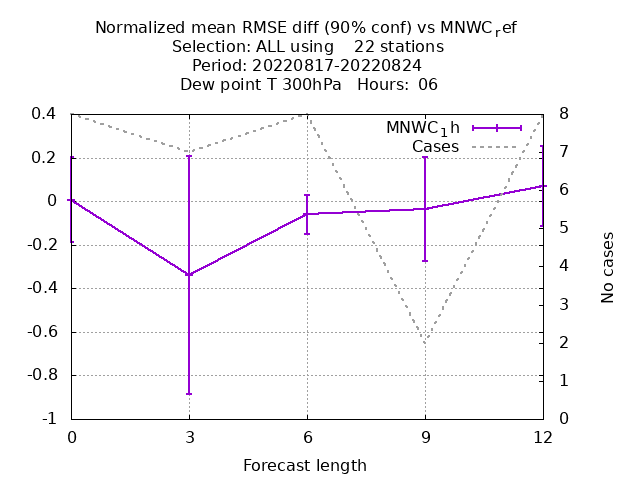 Normalized mean RMSE diff (90% conf) vs MNWC_ref
Selection: ALL using    22 stations
Period: 20220817-20220824
Dew point T 300hPa   Hours:  06
MNWC_1h
Cases
0.4
0.2
0
-0.2
-0.4
-0.6
-0.8
-1
8
7
6
5
4
3
2
1
0
No cases
0 3 6 9 12
Forecast length